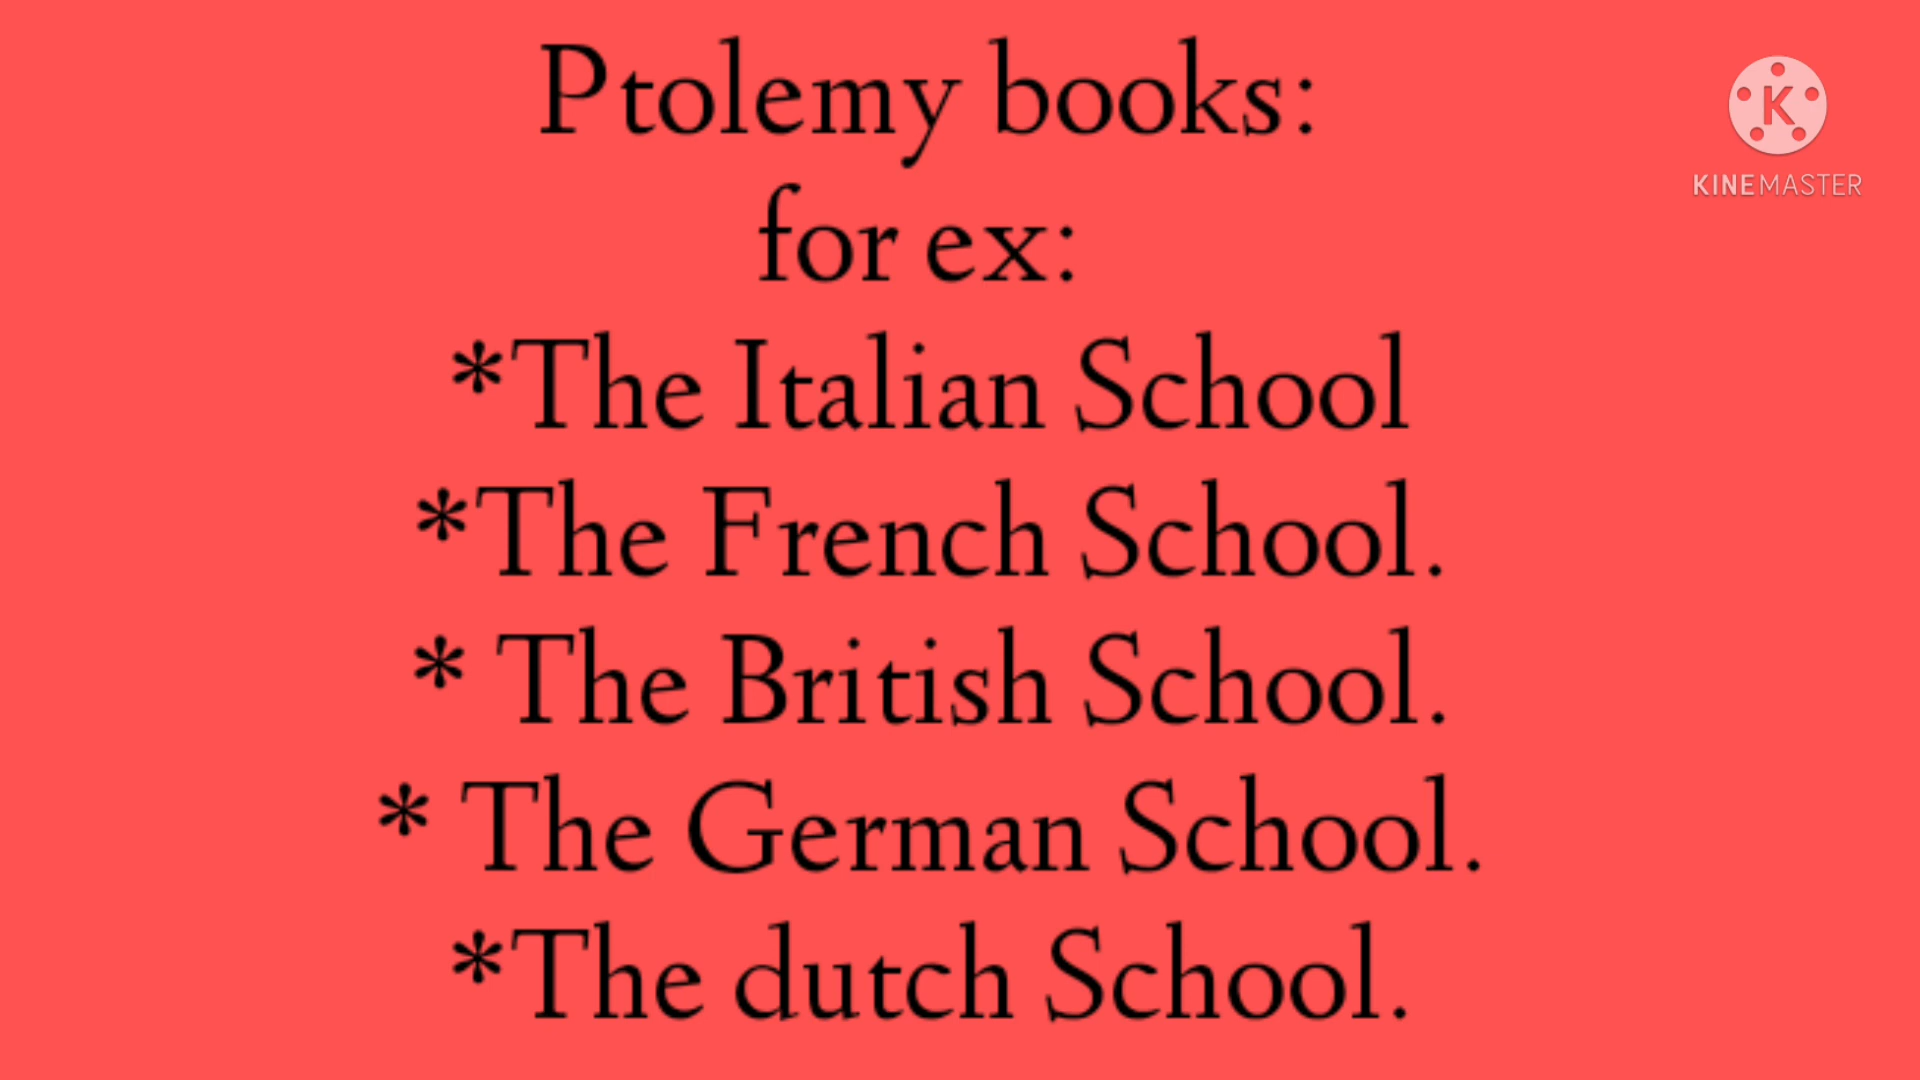 Ptolemy books:
for ex:
*The Italian School
*The French School.
* The British School.
* The German School.
*The dutch School.
K
KINEMASTER